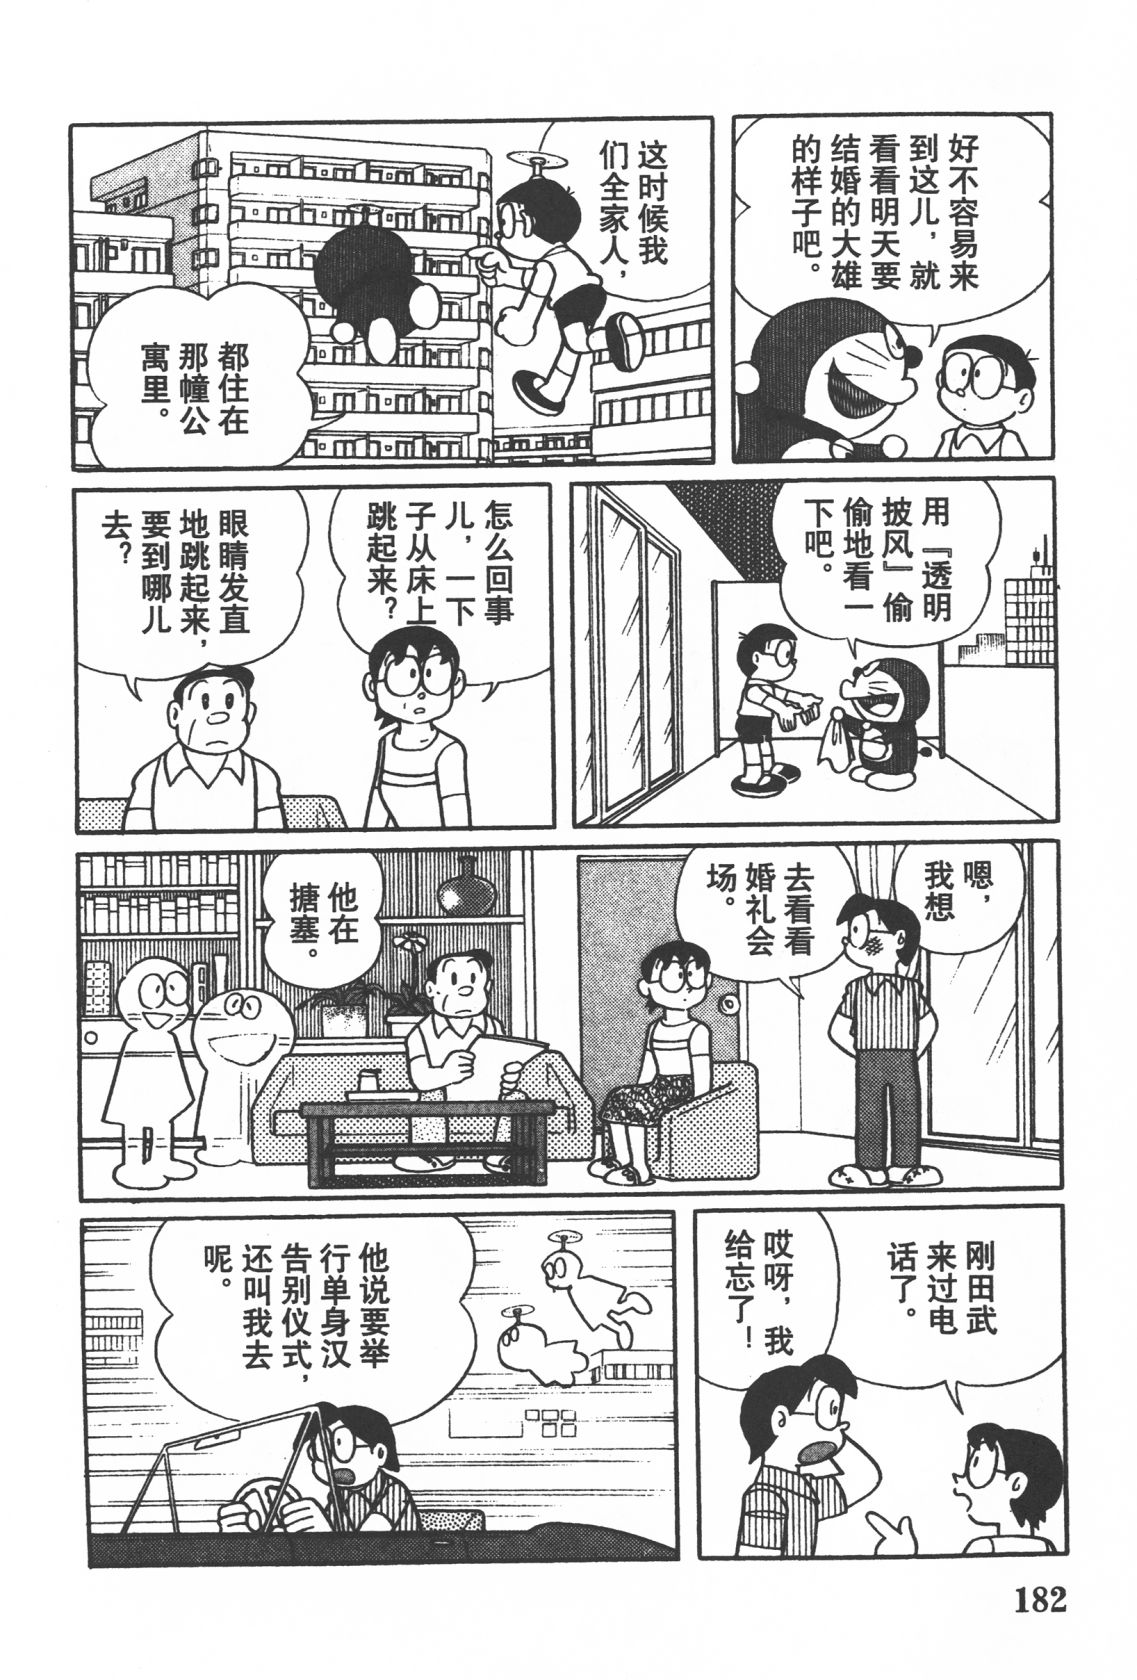 好不容易来
到这儿，就
看看明天要
结婚的大雄
的样子吧。
这时候我
们全家人，
都住在
那幢公
寓里。
用『透明
披风』偷
偷地看一
下吧。
怎么回事
儿，一下
子从床上
跳起来？
眼睛发直
地跳起来，
要到哪儿
去？
嗯，
我想
去看看
婚礼会
场。
他在
搪塞。
刚田武
来过电
话了。
哎呀，我
给忘了！
他说要举
行单身汉
告别仪式，
还叫我去
呢。
182